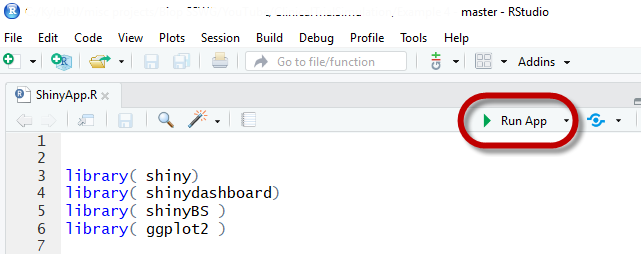 master - RStudio
File Edit Code View Plots Session Build Debug Profile Tools Help
Go to file/function Addins
ShinyApp.R
Run App
1
2
3 library( shiny)
4 library( shinydashboard)
5 library( shinyBS )
6 library( ggplot2 )
7